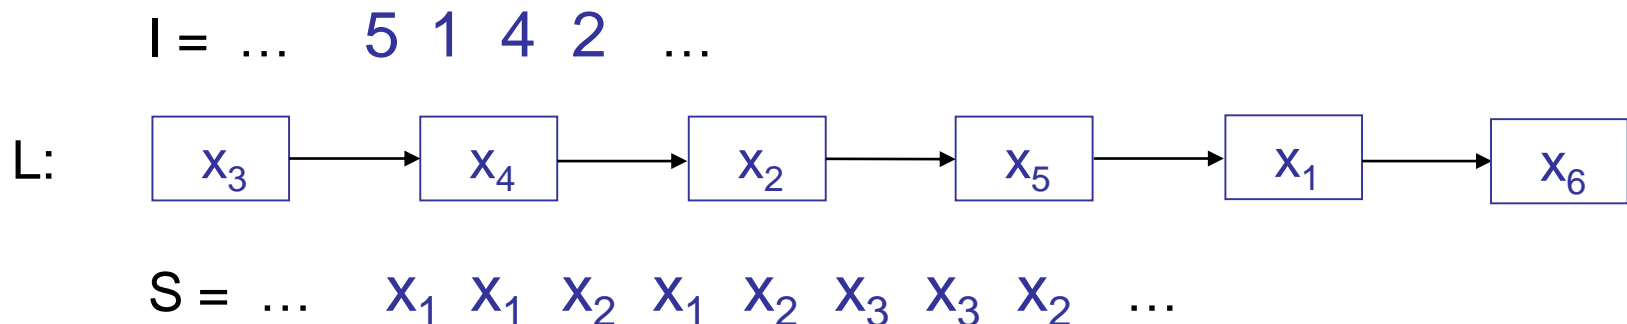 I = … 5 1 4 2 …
L: x₃ x₄ x₂ x₅ x₁ x₆
S = … x₁ x₁ x₂ x₁ x₂ x₃ x₃ x₂ …